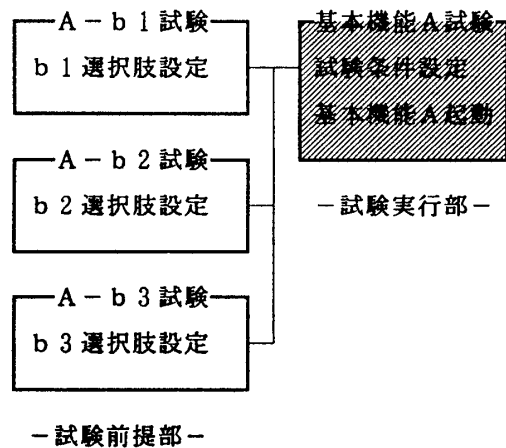 A－b1試験
b1選択肢設定
A－b2試験
b2選択肢設定
A－b3試験
b3選択肢設定
－試験前提部－
基本機能A試験
試験条件設定
基本機能A起動
－試験実行部－